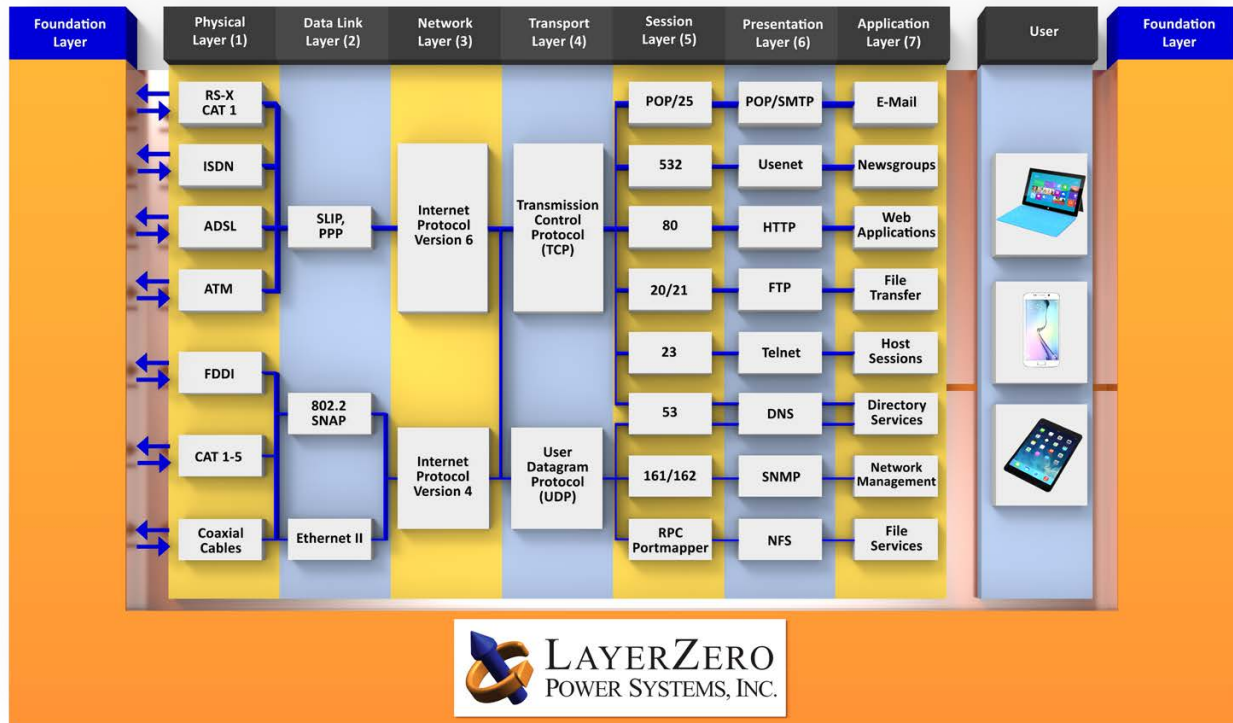 Foundation
Layer
Physical
Layer (1)
Data Link
Layer (2)
Network
Layer (3)
Transport
Layer (4)
Session
Layer (5)
Presentation
Layer (6)
Application
Layer (7)
User
Foundation
Layer
RS-X
CAT 1
ISDN
ADSL
ATM
FDDI
CAT 1-5
Coaxial
Cables
SLIP,
PPP
802.2
SNAP
Ethernet II
Internet
Protocol
Version 6
Internet
Protocol
Version 4
Transmission
Control
Protocol
(TCP)
User
Datagram
Protocol
(UDP)
POP/25
532
80
20/21
23
53
161/162
RPC
Portmapper
POP/SMTP
Usenet
HTTP
FTP
Telnet
DNS
SNMP
NFS
E-Mail
Newsgroups
Web
Applications
File
Transfer
Host
Sessions
Directory
Services
Network
Management
File
Services
LAYERZERO
POWER SYSTEMS, INC.